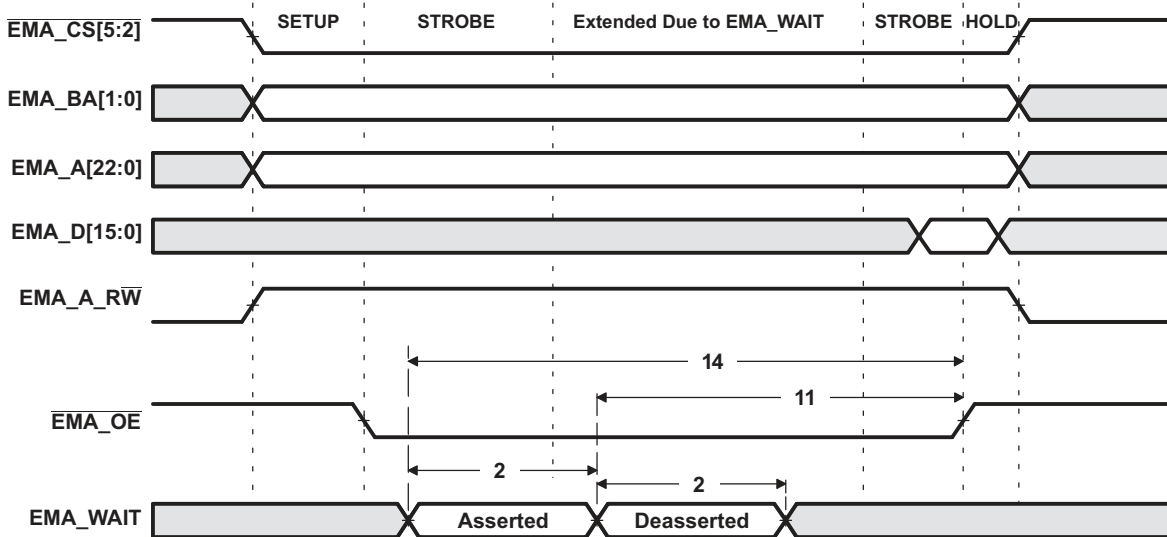 SETUP STROBE Extended Due to EMA_WAIT STROBE HOLD
EMA_CS[5:2]
EMA_BA[1:0]
EMA_A[22:0]
EMA_D[15:0]
EMA_A_RW
14
11
EMA_OE
2
2
EMA_WAIT Asserted Deasserted